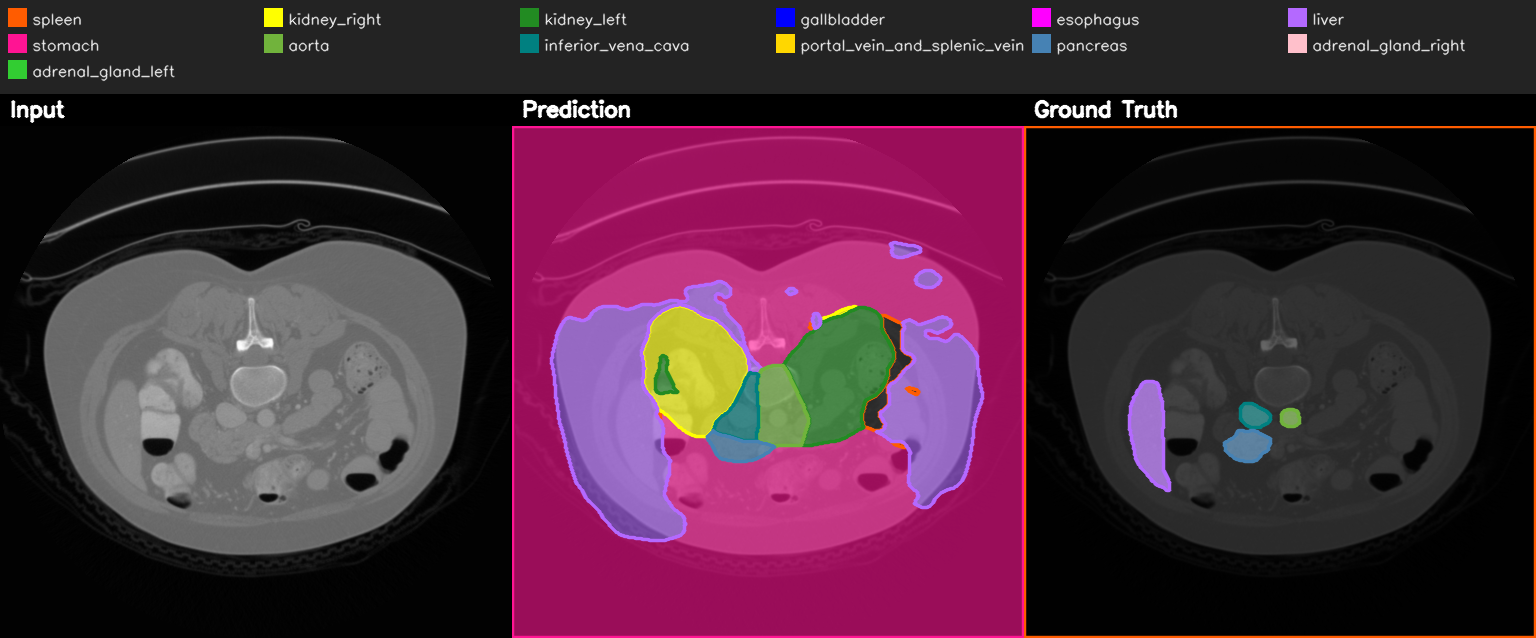 spleen kidney_right kidney_left gallbladder esophagus liver
stomach aorta inferior_vena_cava portal_vein_and_splenic_vein pancreas adrenal_gland_right
adrenal_gland_left
Input Prediction Ground Truth